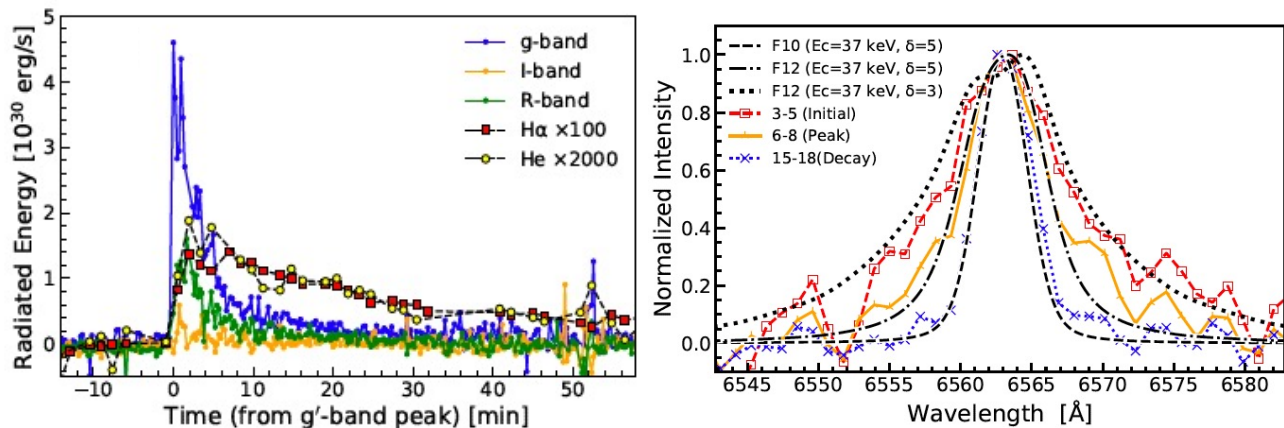 Radiated Energy [10³⁰ erg/s]
5
4
3
2
1
0
g-band
I-band
R-band
Hα ×100
He ×2000
−10 0 10 20 30 40 50
Time (from g′-band peak) [min]
Normalized Intensity
1.0
0.8
0.6
0.4
0.2
0.0
F10 (Ec=37 keV, δ=5)
F12 (Ec=37 keV, δ=5)
F12 (Ec=37 keV, δ=3)
3-5 (Initial)
6-8 (Peak)
15-18(Decay)
6545 6550 6555 6560 6565 6570 6575 6580
Wavelength [Å]